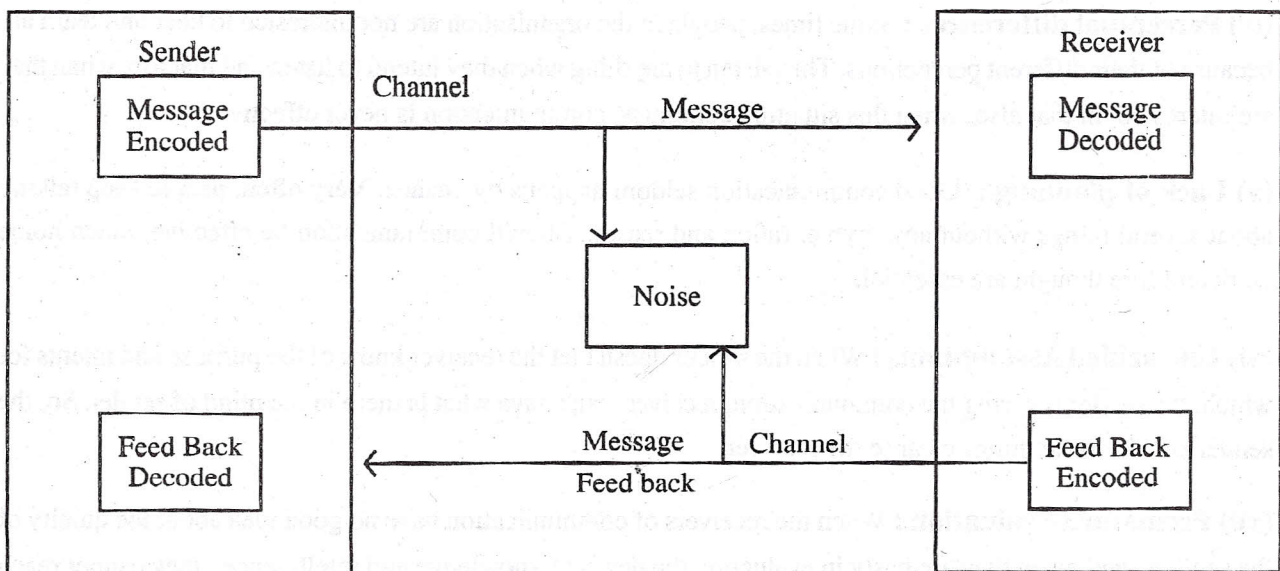 Sender
Message
Encoded
Channel
Message
Receiver
Message
Decoded
Noise
Feed Back
Decoded
Message
Channel
Feed back
Feed Back
Encoded